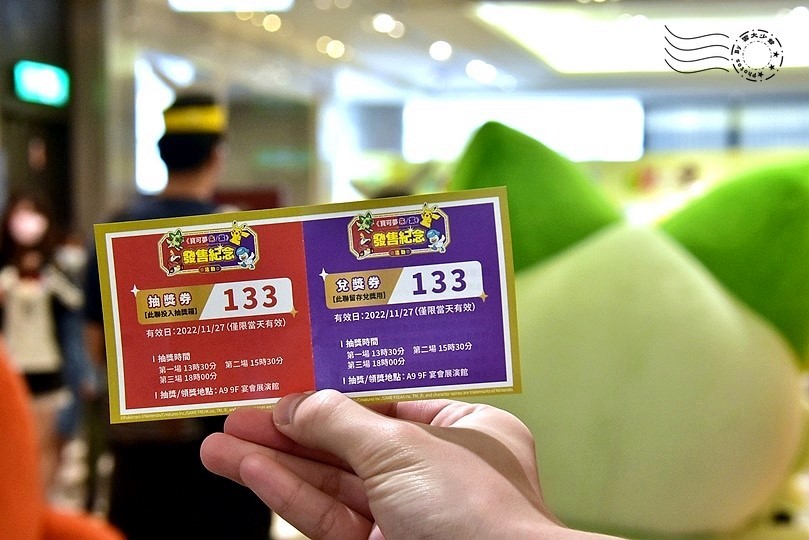 《寶可夢 朱/紫》
發售紀念
活動
抽獎券
[此聯投入抽獎箱]
133
有效日：2022/11/27(僅限當天有效)
抽獎時間
第一場 13時30分 第二場 15時30分
第三場 18時00分
抽獎/領獎地點：A9 9F 宴會展演館
《寶可夢 朱/紫》
發售紀念
活動
兌獎券
[此聯留存兌獎用]
133
有效日：2022/11/27(僅限當天有效)
抽獎時間
第一場 13時30分 第二場 15時30分
第三場 18時00分
抽獎/領獎地點：A9 9F 宴會展演館